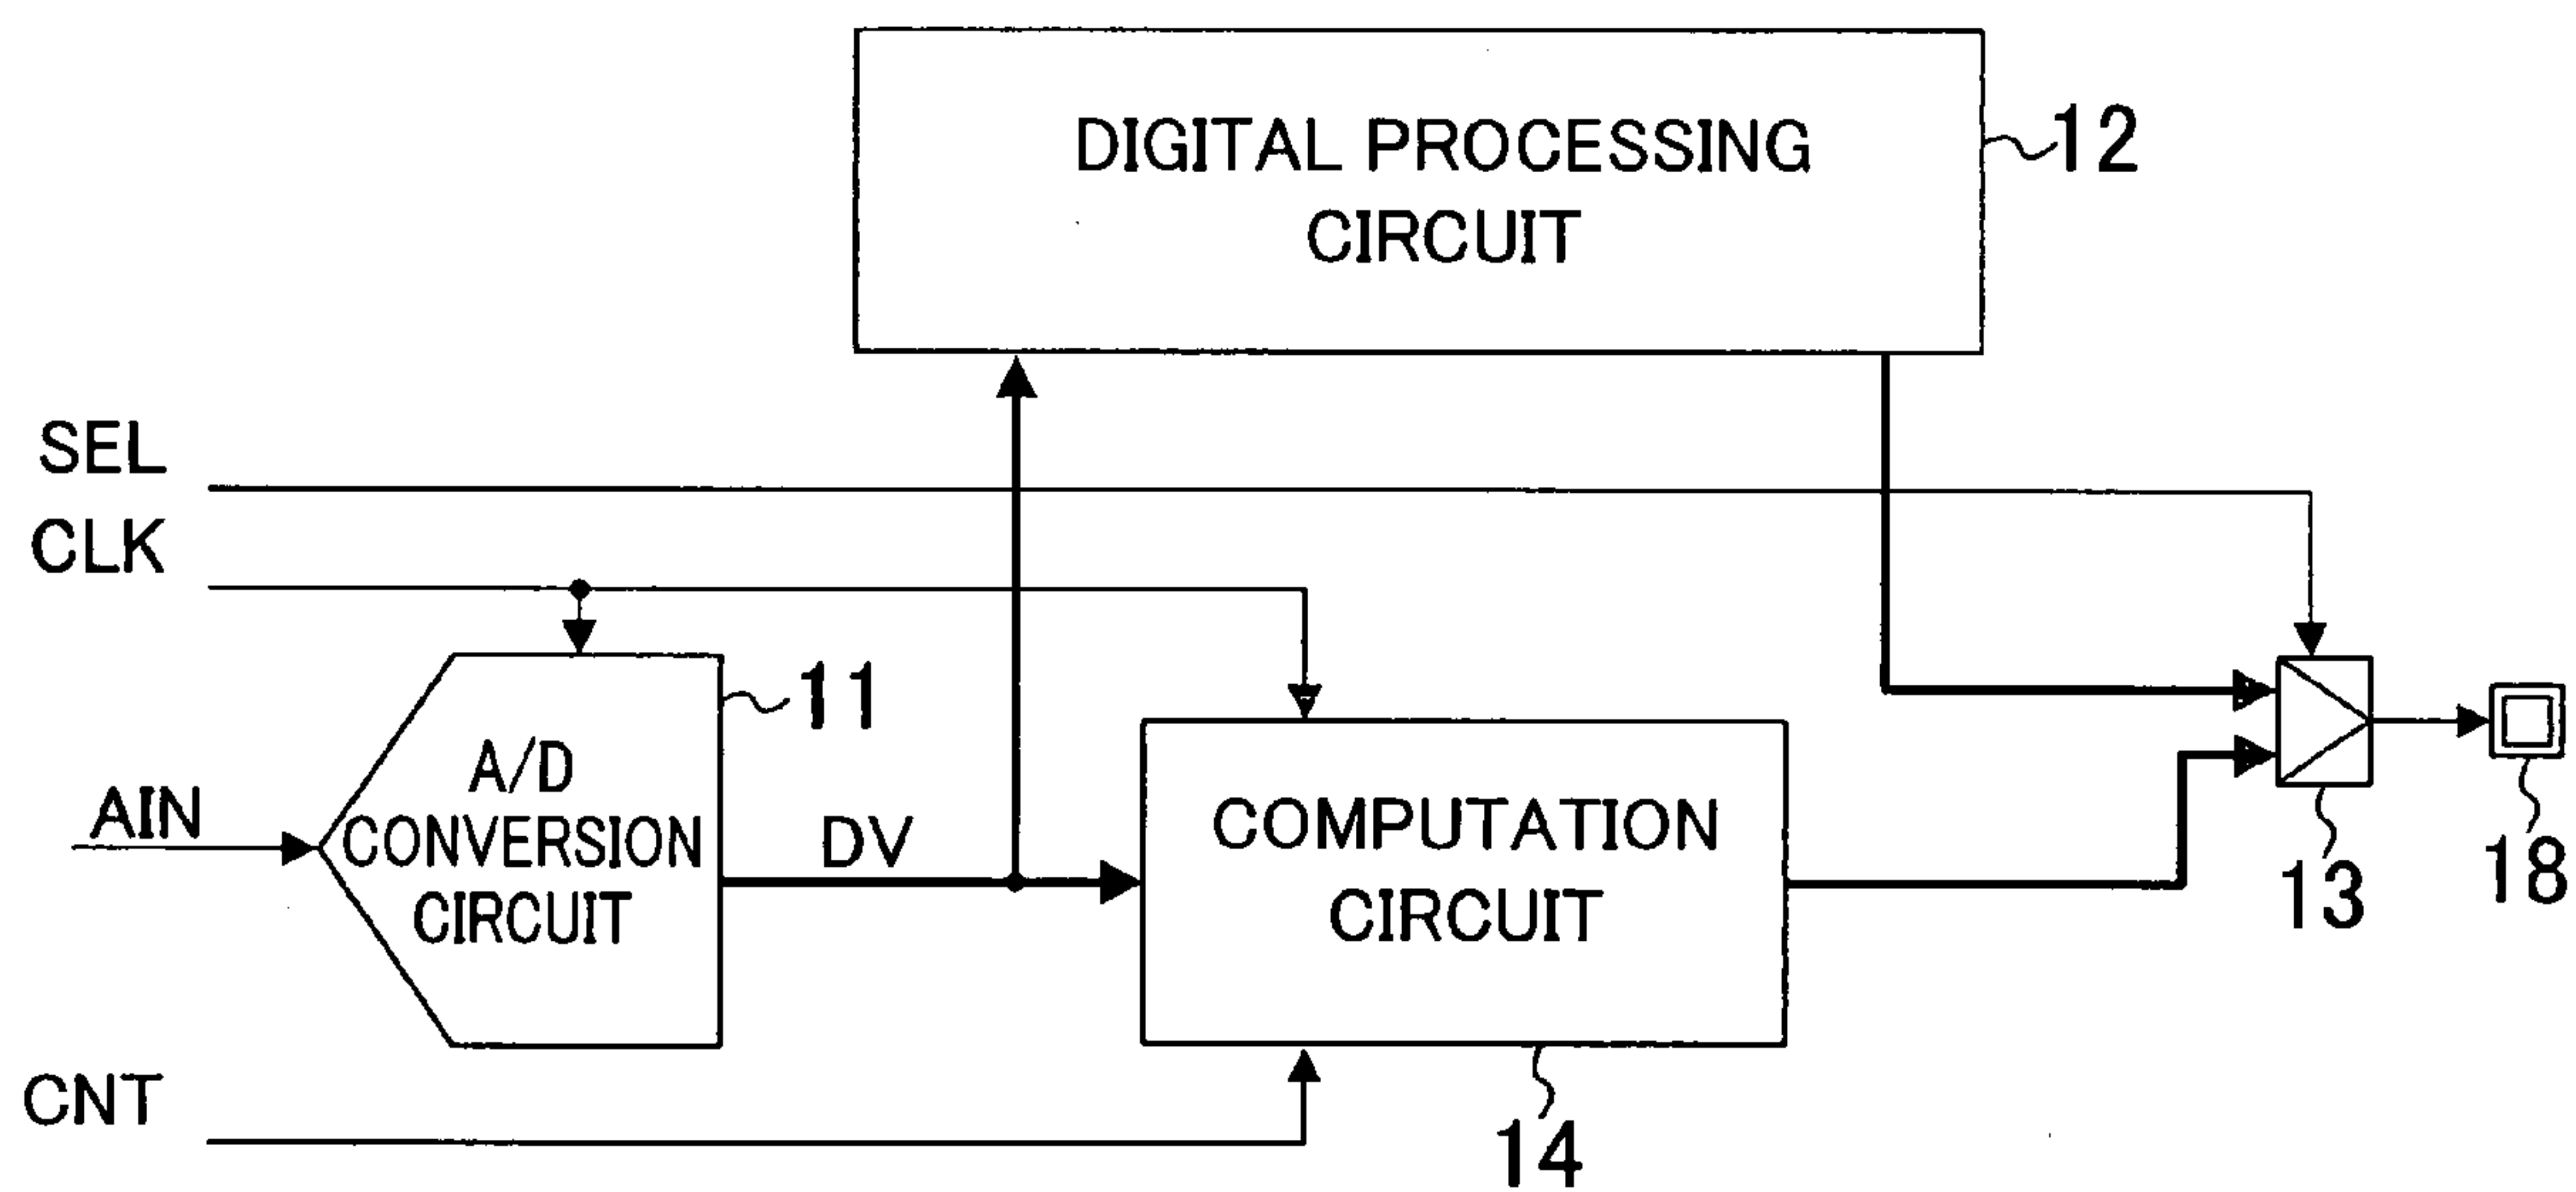 DIGITAL PROCESSING
CIRCUIT
12
SEL
CLK
11
A/D
CONVERSION
CIRCUIT
AIN
DV
COMPUTATION
CIRCUIT
13
18
CNT
14